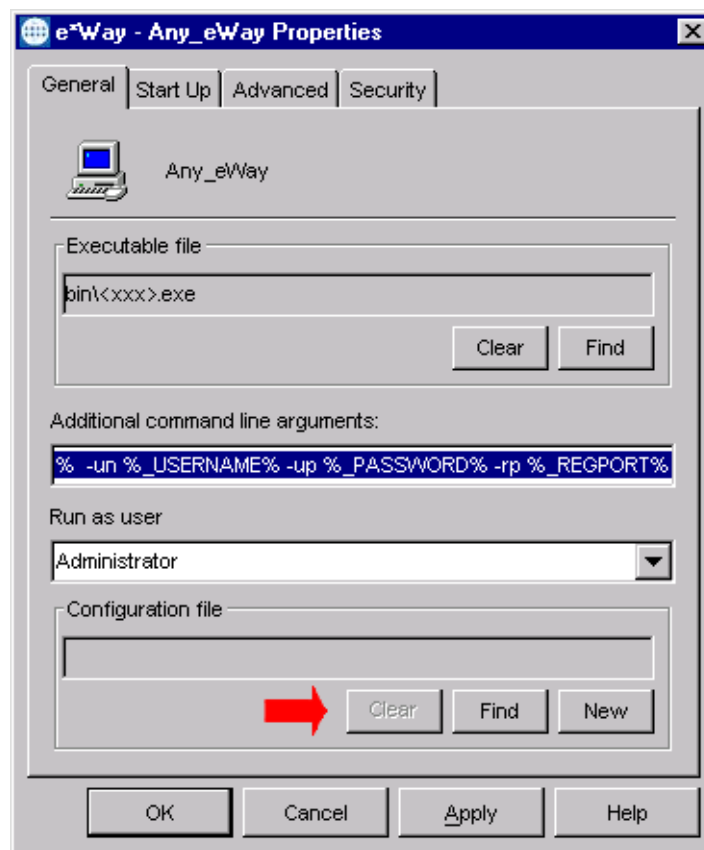 e*Way - Any_eWay Properties
General Start Up Advanced Security
Any_eWay
Executable file
bin\<xxx>.exe
Clear Find
Additional command line arguments:
% -un %_USERNAME% -up %_PASSWORD% -rp %_REGPORT%
Run as user
Administrator
Configuration file
Clear Find New
OK Cancel Apply Help